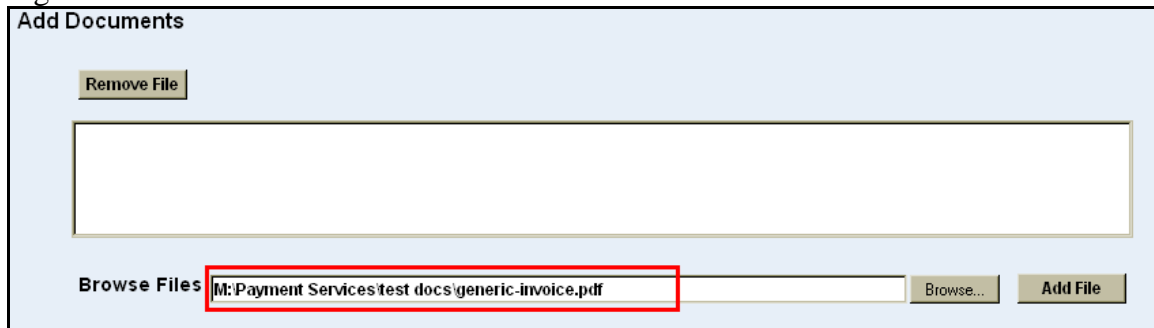 Add Documents
Remove File
Browse Files M:\Payment Services\test docs\generic-invoice.pdf Browse... Add File